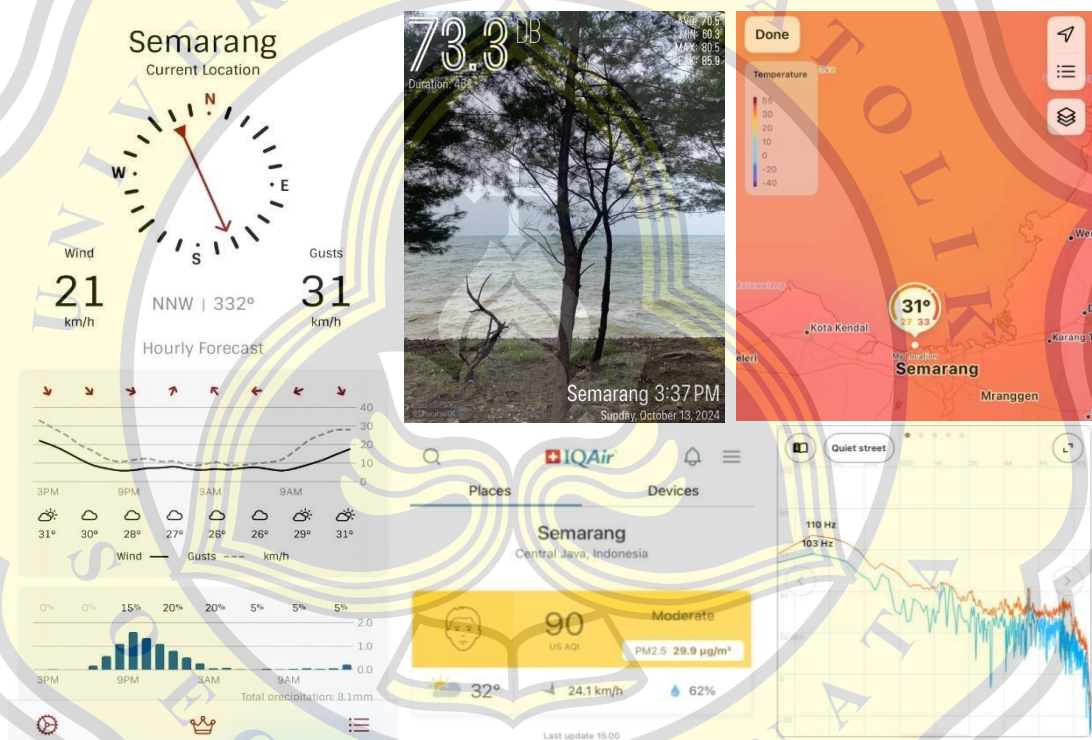 Semarang
Current Location
N
W
E
S
Wind
Gusts
21
NNW | 332°
31
km/h
km/h
Hourly Forecast
40
30
20
10
0
3PM 9PM 3AM 9AM
31° 30° 28° 27° 26° 26° 29° 31°
Wind Gusts km/h
0% 0% 15% 20% 20% 5% 5% 5%
2.0
1.0
0.0
3PM 9PM 3AM 9AM
Total precipitation: 8.1mm
73.3 DB
AVG: 70.5
MIN: 60.3
MAX: 80.5
PEAK: 85.9
Semarang 3:37PM
Sunday, October 13, 2024
Done
Temperature
55
30
20
10
0
-20
-40
31°
27 33
My Location
Semarang
Kota Kendal
Mranggen
IQAir
Places Devices
Semarang
Central Java, Indonesia
90
US AQI
Moderate
PM2.5 29.9 µg/m³
32° 24.1 km/h 62%
Last update 15.00
Quiet street
110 Hz
103 Hz